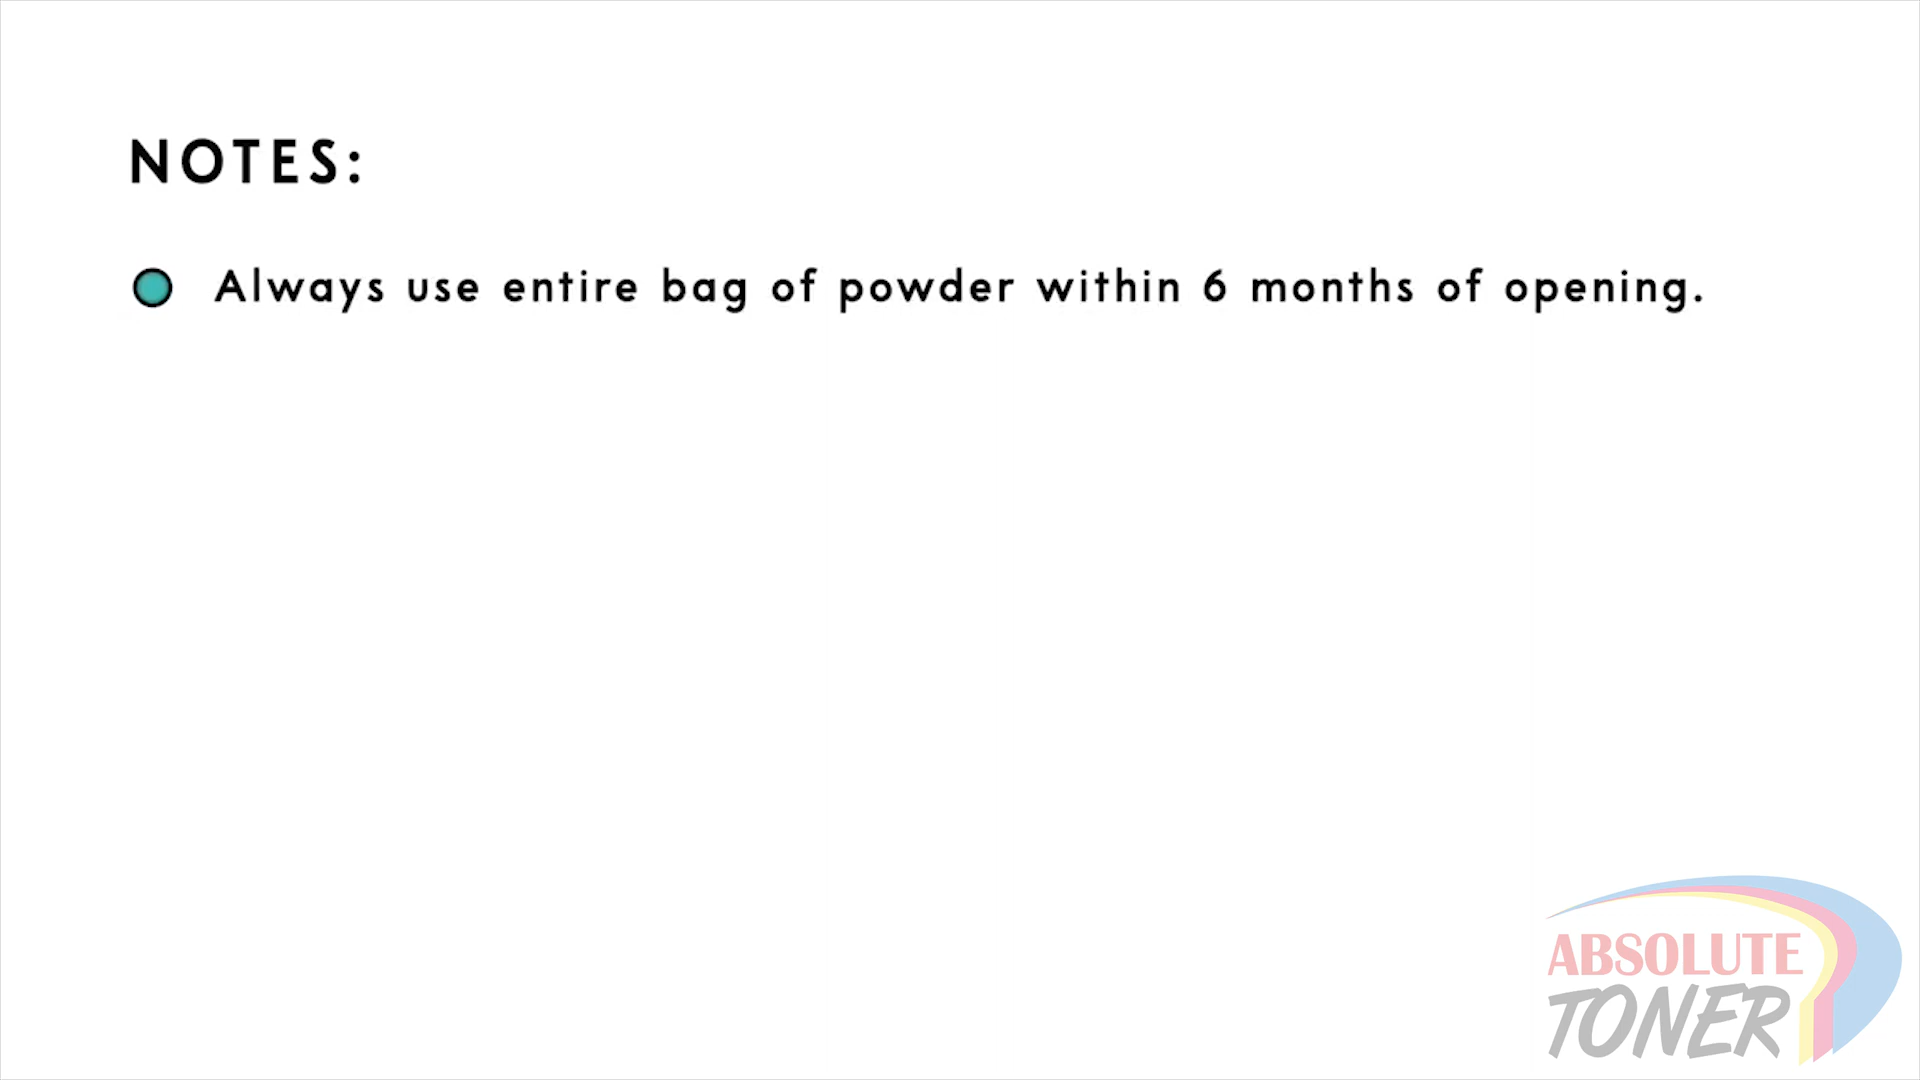 NOTES:
Always use entire bag of powder within 6 months of opening.
ABSOLUTE
TONER